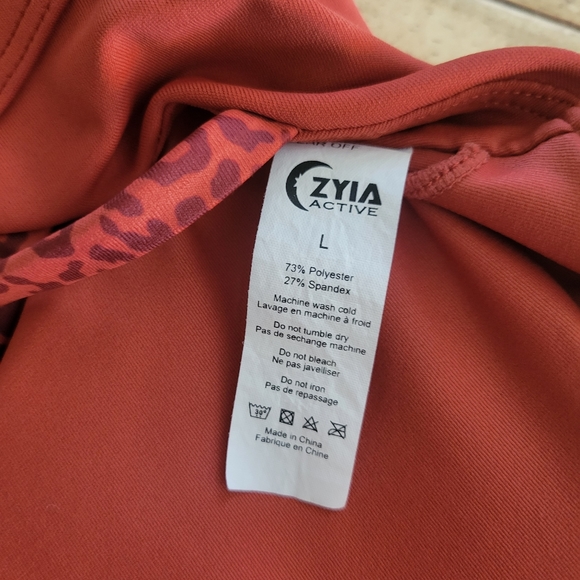 OFF
ZYIA
ACTIVE
L
73% Polyester
27% Spandex
Machine wash cold
Lavage en machine à froid
Do not tumble dry
Pas de sechange machine
Do not bleach
Ne pas javelliser
Do not iron
Pas de repassage
Made in China
Fabrique en Chine